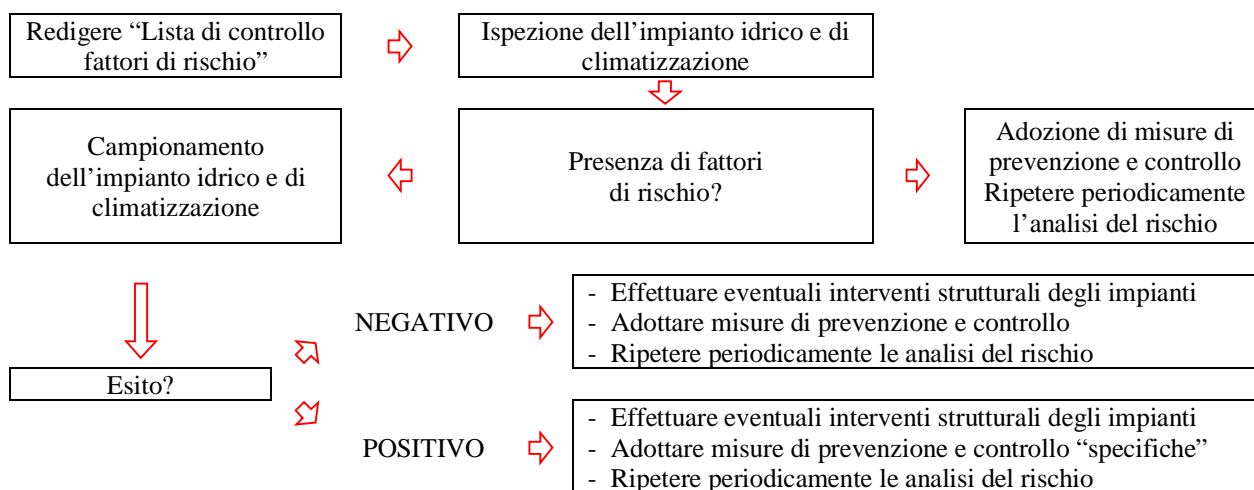 Redigere “Lista di controllo
fattori di rischio”
Ispezione dell’impianto idrico e di
climatizzazione
Campionamento
dell’impianto idrico e di
climatizzazione
Presenza di fattori
di rischio?
Adozione di misure di
prevenzione e controllo
Ripetere periodicamente
l’analisi del rischio
Esito?
NEGATIVO
- Effettuare eventuali interventi strutturali degli impianti
- Adottare misure di prevenzione e controllo
- Ripetere periodicamente le analisi del rischio
POSITIVO
- Effettuare eventuali interventi strutturali degli impianti
- Adottare misure di prevenzione e controllo “specifiche”
- Ripetere periodicamente le analisi del rischio